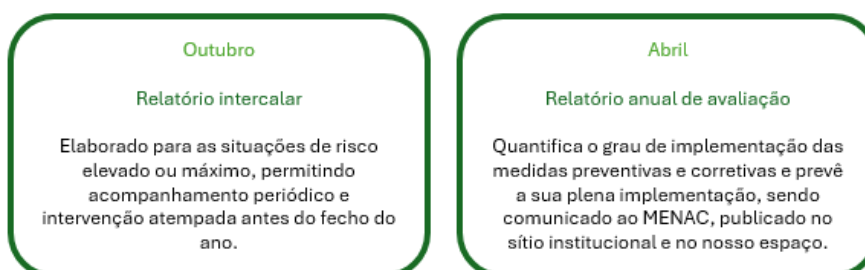 Outubro
Relatório intercalar
Elaborado para as situações de risco
elevado ou máximo, permitindo
acompanhamento periódico e
intervenção atempada antes do fecho do
ano.
Abril
Relatório anual de avaliação
Quantifica o grau de implementação das
medidas preventivas e corretivas e prevê
a sua plena implementação, sendo
comunicado ao MENAC, publicado no
sítio institucional e no nosso espaço.